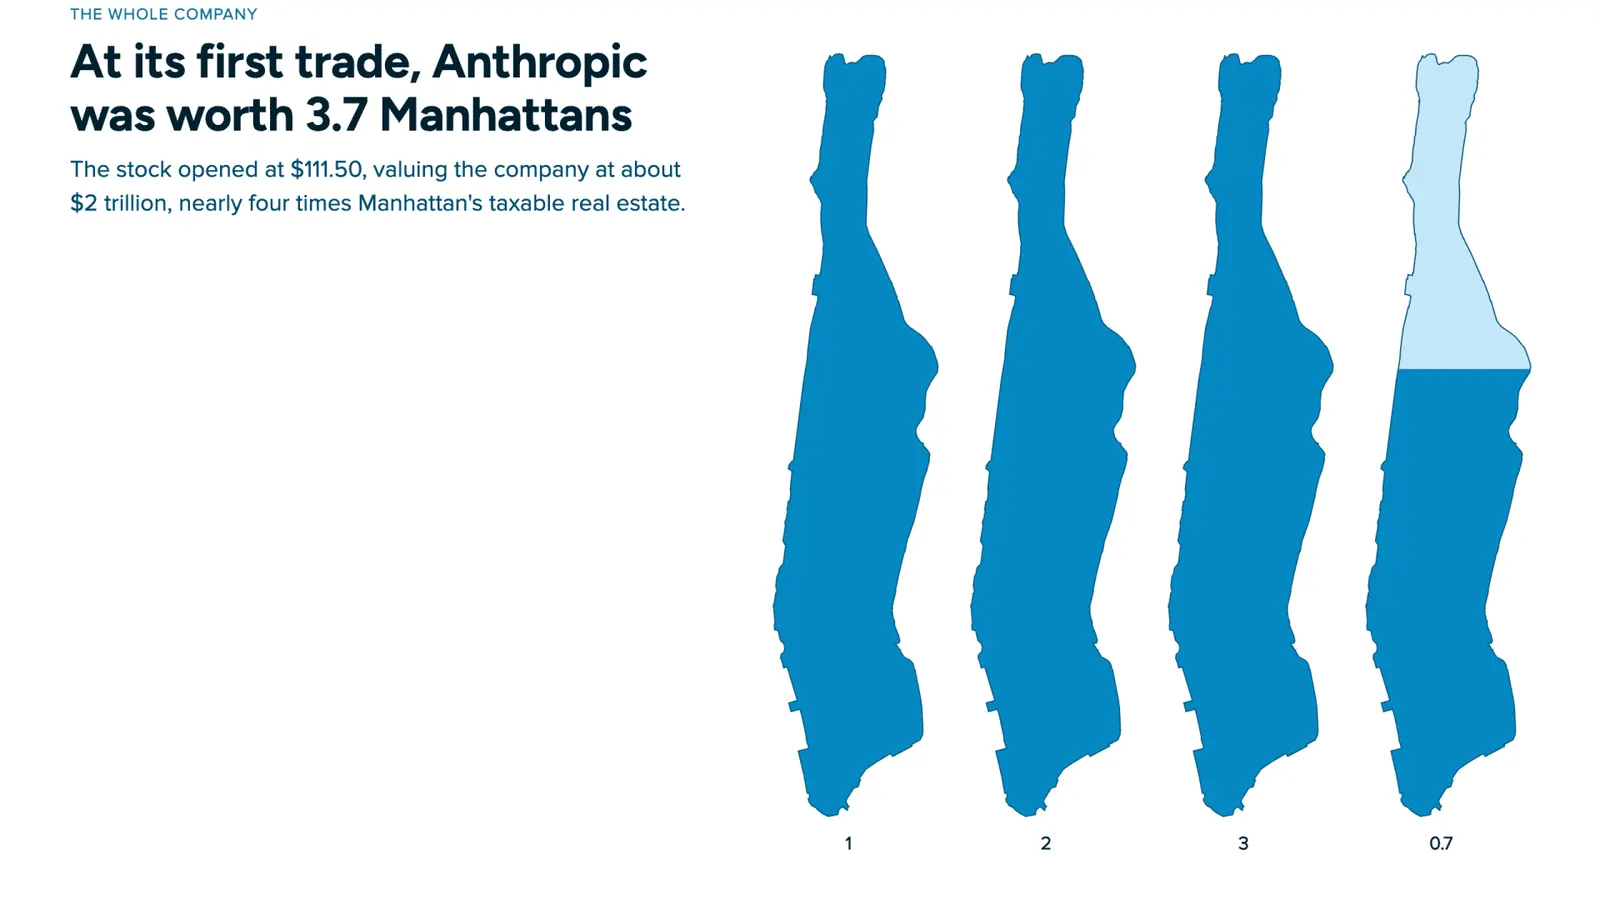 THE WHOLE COMPANY
At its first trade, Anthropic
was worth 3.7 Manhattans
The stock opened at $111.50, valuing the company at about
$2 trillion, nearly four times Manhattan's taxable real estate.
1
2
3
0.7